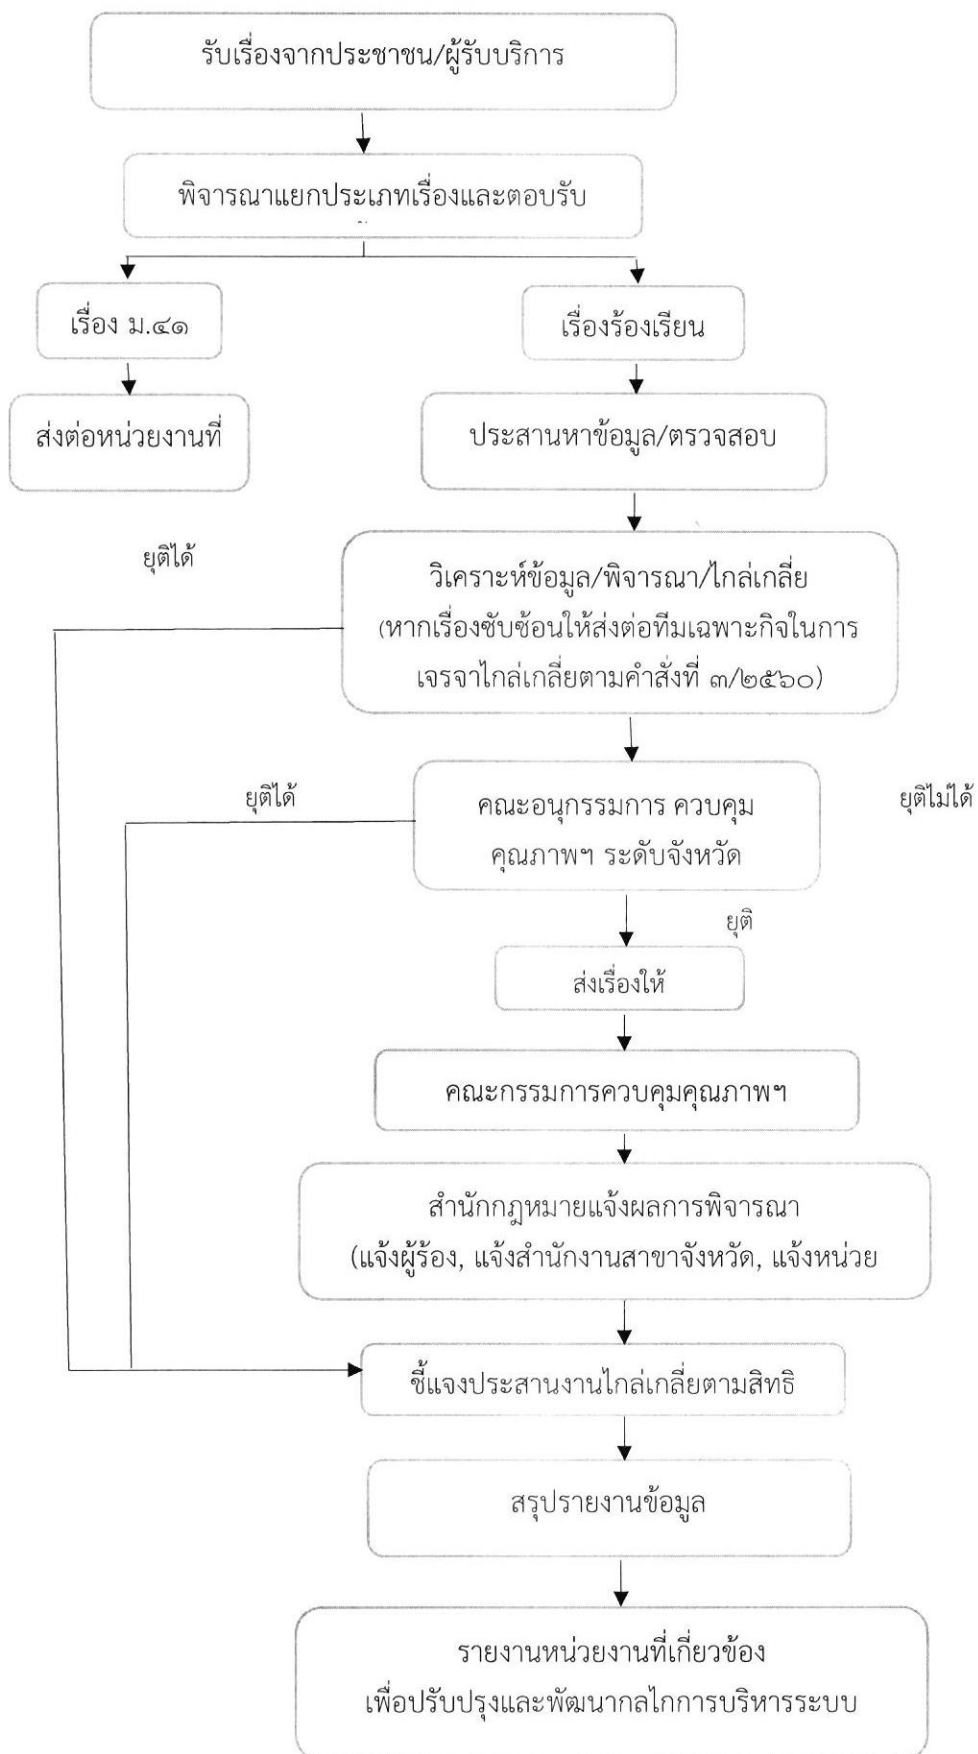 รับเรื่องจากประชาชน/ผู้รับบริการ
พิจารณาแยกประเภทเรื่องและตอบรับ
เรื่อง ม.๔๑
เรื่องร้องเรียน
ส่งต่อหน่วยงานที่
ประสานหาข้อมูล/ตรวจสอบ
ยุติได้
วิเคราะห์ข้อมูล/พิจารณา/ไกล่เกลี่ย
(หากเรื่องซับซ้อนให้ส่งต่อทีมเฉพาะกิจในการ
เจรจาไกล่เกลี่ยตามคำสั่งที่ ๓/๒๕๖๐)
ยุติได้
คณะอนุกรรมการ ควบคุม
คุณภาพฯ ระดับจังหวัด
ยุติไม่ได้
ยุติ
ส่งเรื่องให้
คณะกรรมการควบคุมคุณภาพฯ
สำนักกฎหมายแจ้งผลการพิจารณา
(แจ้งผู้ร้อง, แจ้งสำนักงานสาขาจังหวัด, แจ้งหน่วย
ชี้แจงประสานงานไกล่เกลี่ยตามสิทธิ
สรุปรายงานข้อมูล
รายงานหน่วยงานที่เกี่ยวข้อง
เพื่อปรับปรุงและพัฒนากลไกการบริหารระบบ